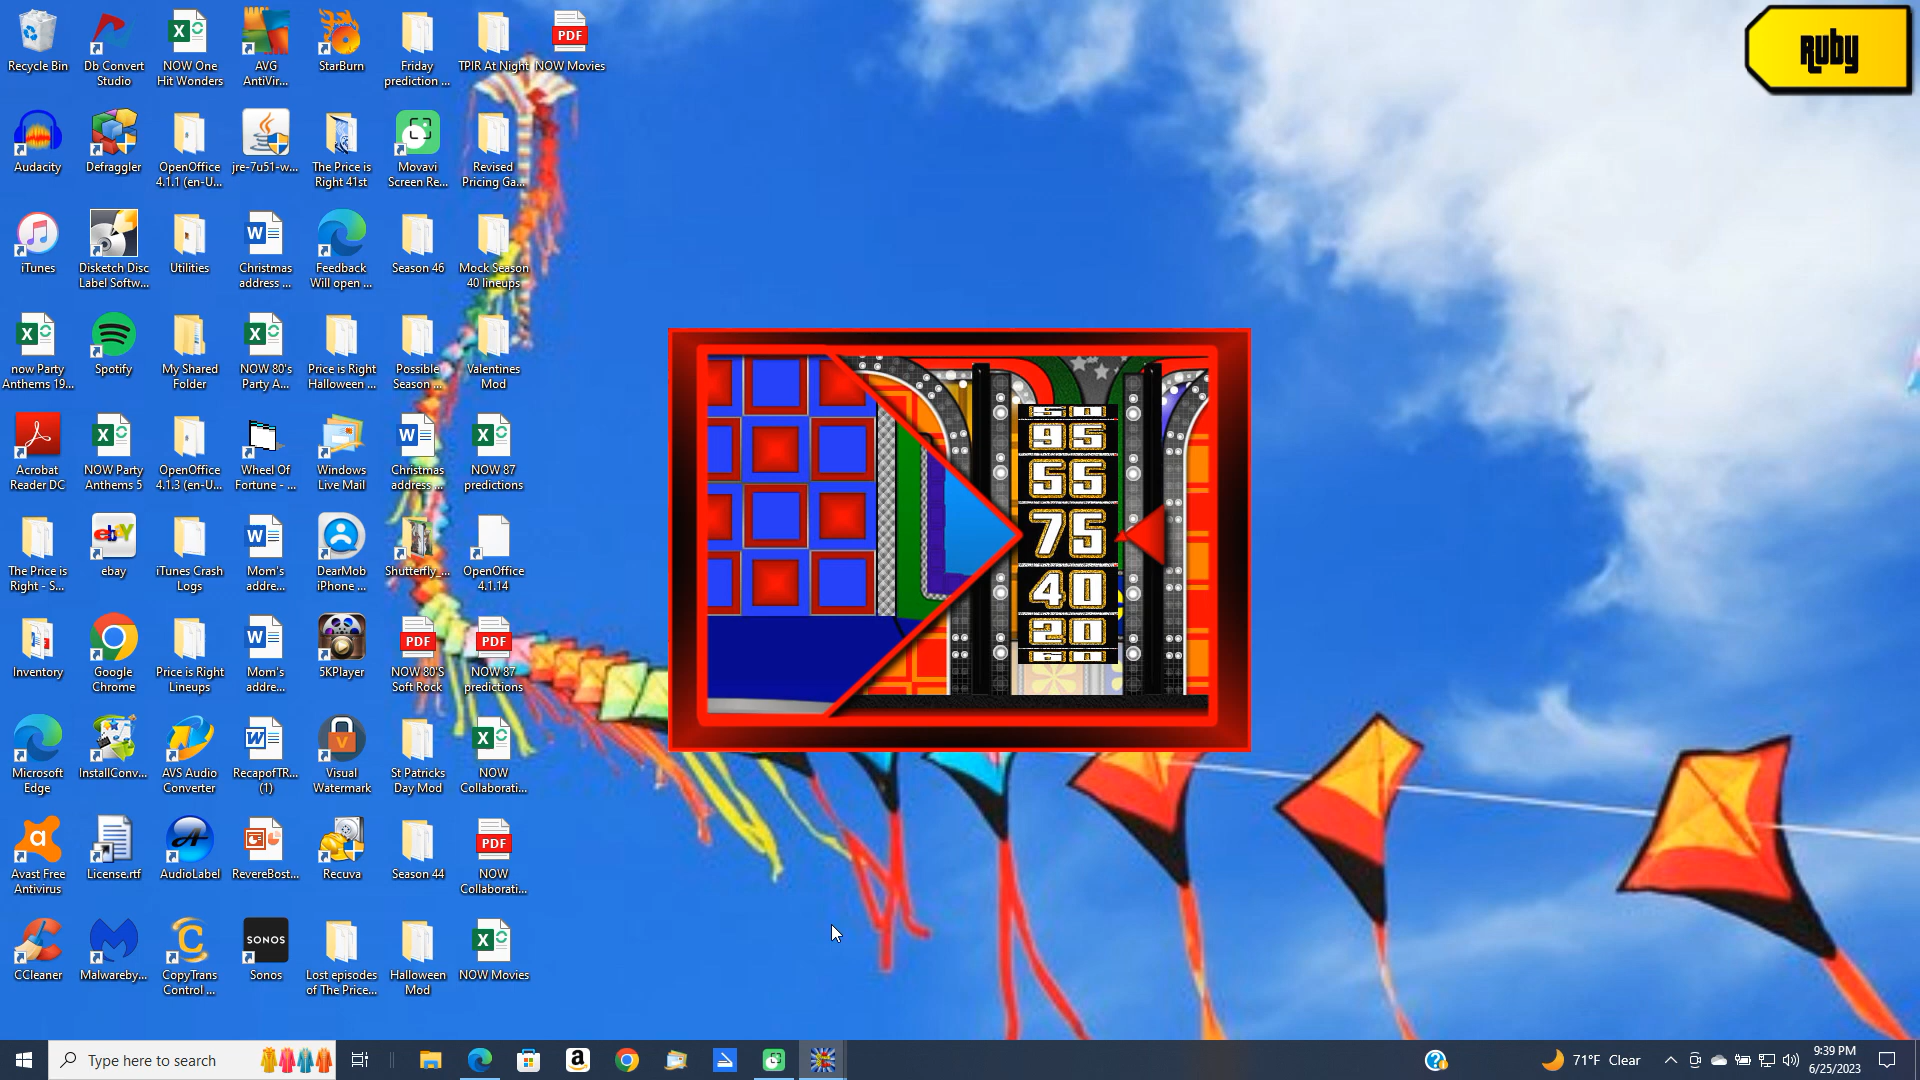 Recycle Bin
Db Convert
Studio
NOW One
Hit Wonders
AVG
AntiVir...
StarBurn
Friday
prediction ...
TPIR At Night
PDF
NOW Movies
Ruby
Audacity
Defraggler
OpenOffice
4.1.1 (en-U...
jre-7u51-w...
The Price is
Right 41st
Movavi
Screen Re...
Revised
Pricing Ga...
iTunes
Disketch Disc
Label Softw...
Utilities
Christmas
address ...
Feedback
Will open ...
Season 46
Mock Season
40 lineups
now Party
Anthems 19...
Spotify
My Shared
Folder
NOW 80's
Party A...
Price is Right
Halloween ...
Possible
Season ...
Valentines
Mod
Acrobat
Reader DC
NOW Party
Anthems 5
OpenOffice
4.1.3 (en-U...
Wheel Of
Fortune - ...
Windows
Live Mail
Christmas
address ...
NOW 87
predictions
95
55
75
40
20
The Price is
Right - S...
ebay
ebay
iTunes Crash
Logs
Mom's
addre...
DearMob
iPhone ...
Shutterfly_...
OpenOffice
4.1.14
Inventory
Google
Chrome
Price is Right
Lineups
Mom's
addre...
5KPlayer
PDF
NOW 80'S
Soft Rock
PDF
NOW 87
predictions
Microsoft
Edge
InstallConv...
AVS Audio
Converter
RecapofTR...
(1)
Visual
Watermark
St Patricks
Day Mod
NOW
Collaborati...
Avast Free
Antivirus
License.rtf
AudioLabel
RevereBost...
Recuva
Season 44
PDF
NOW
Collaborati...
CCleaner
Malwareby...
CopyTrans
Control ...
SONOS
Sonos
Lost episodes
of The Price...
Halloween
Mod
NOW Movies
Type here to search
71°F Clear
9:39 PM
6/25/2023